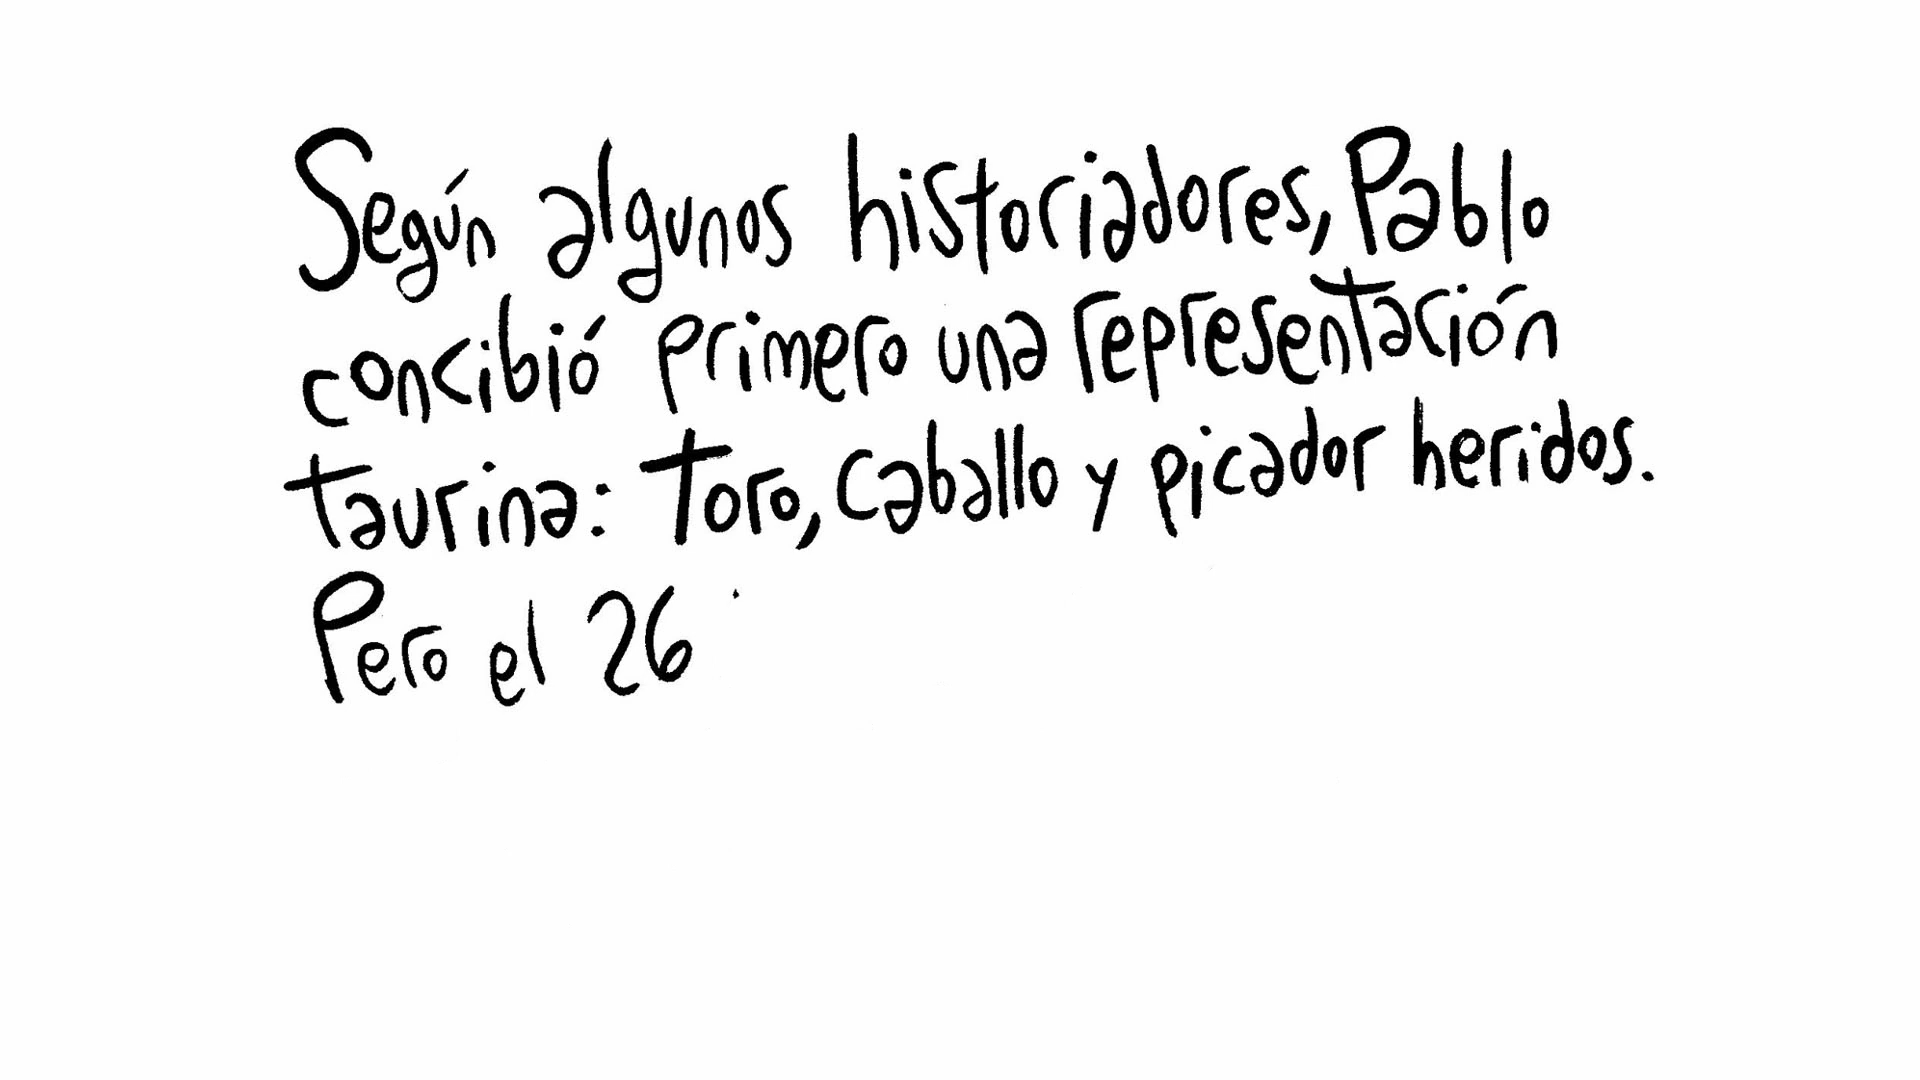 Según algunos historiadores, Pablo
concibió primero una representación
taurina: Toro, Caballo y picador heridos.
Pero el 26